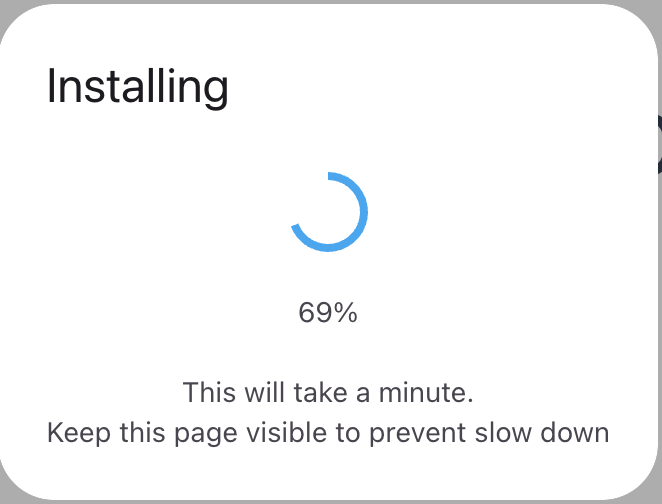 Installing
69%
This will take a minute.
Keep this page visible to prevent slow down